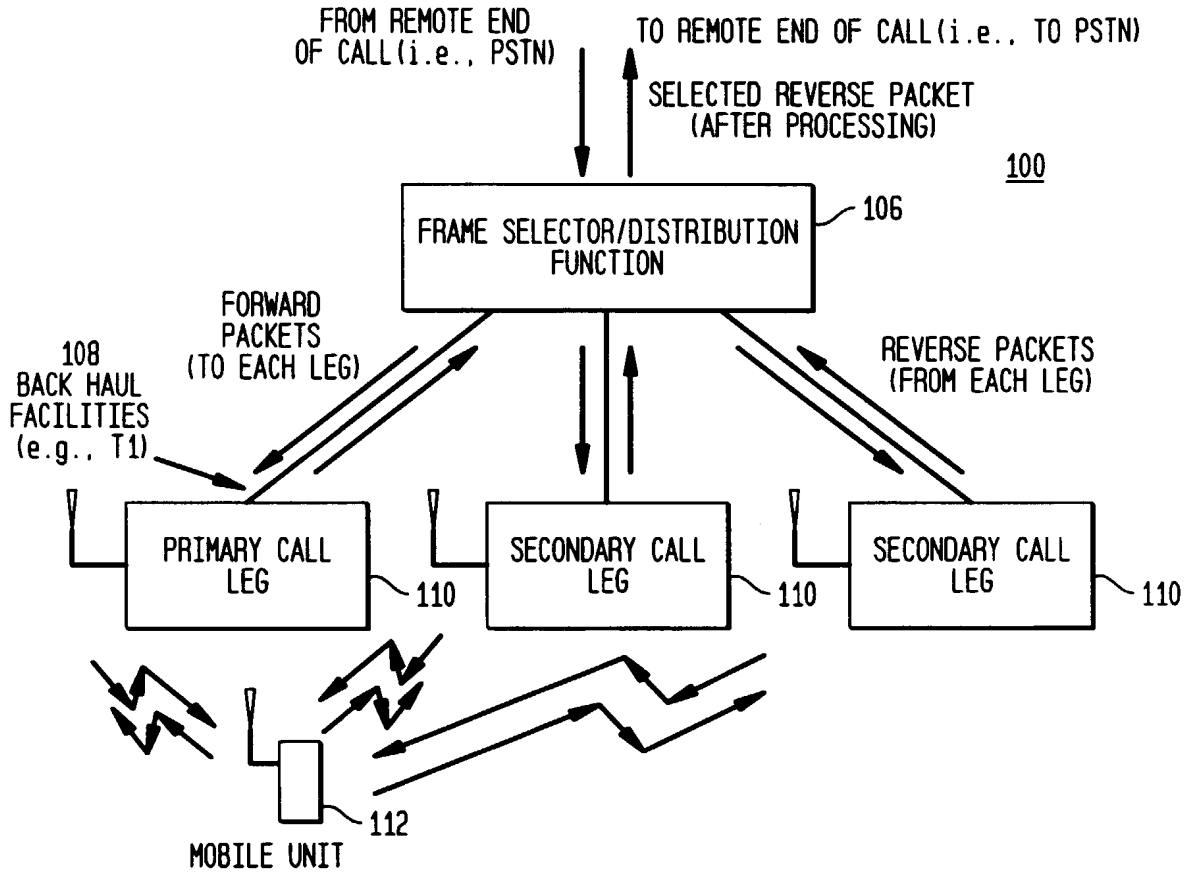 FROM REMOTE END
OF CALL(i.e., PSTN)
TO REMOTE END OF CALL(i.e., TO PSTN)
SELECTED REVERSE PACKET
(AFTER PROCESSING)
100
FRAME SELECTOR/DISTRIBUTION
FUNCTION
106
FORWARD
PACKETS
(TO EACH LEG)
108
BACK HAUL
FACILITIES
(e.g., T1)
REVERSE PACKETS
(FROM EACH LEG)
PRIMARY CALL
LEG
110
SECONDARY CALL
LEG
110
SECONDARY CALL
LEG
110
112
MOBILE UNIT